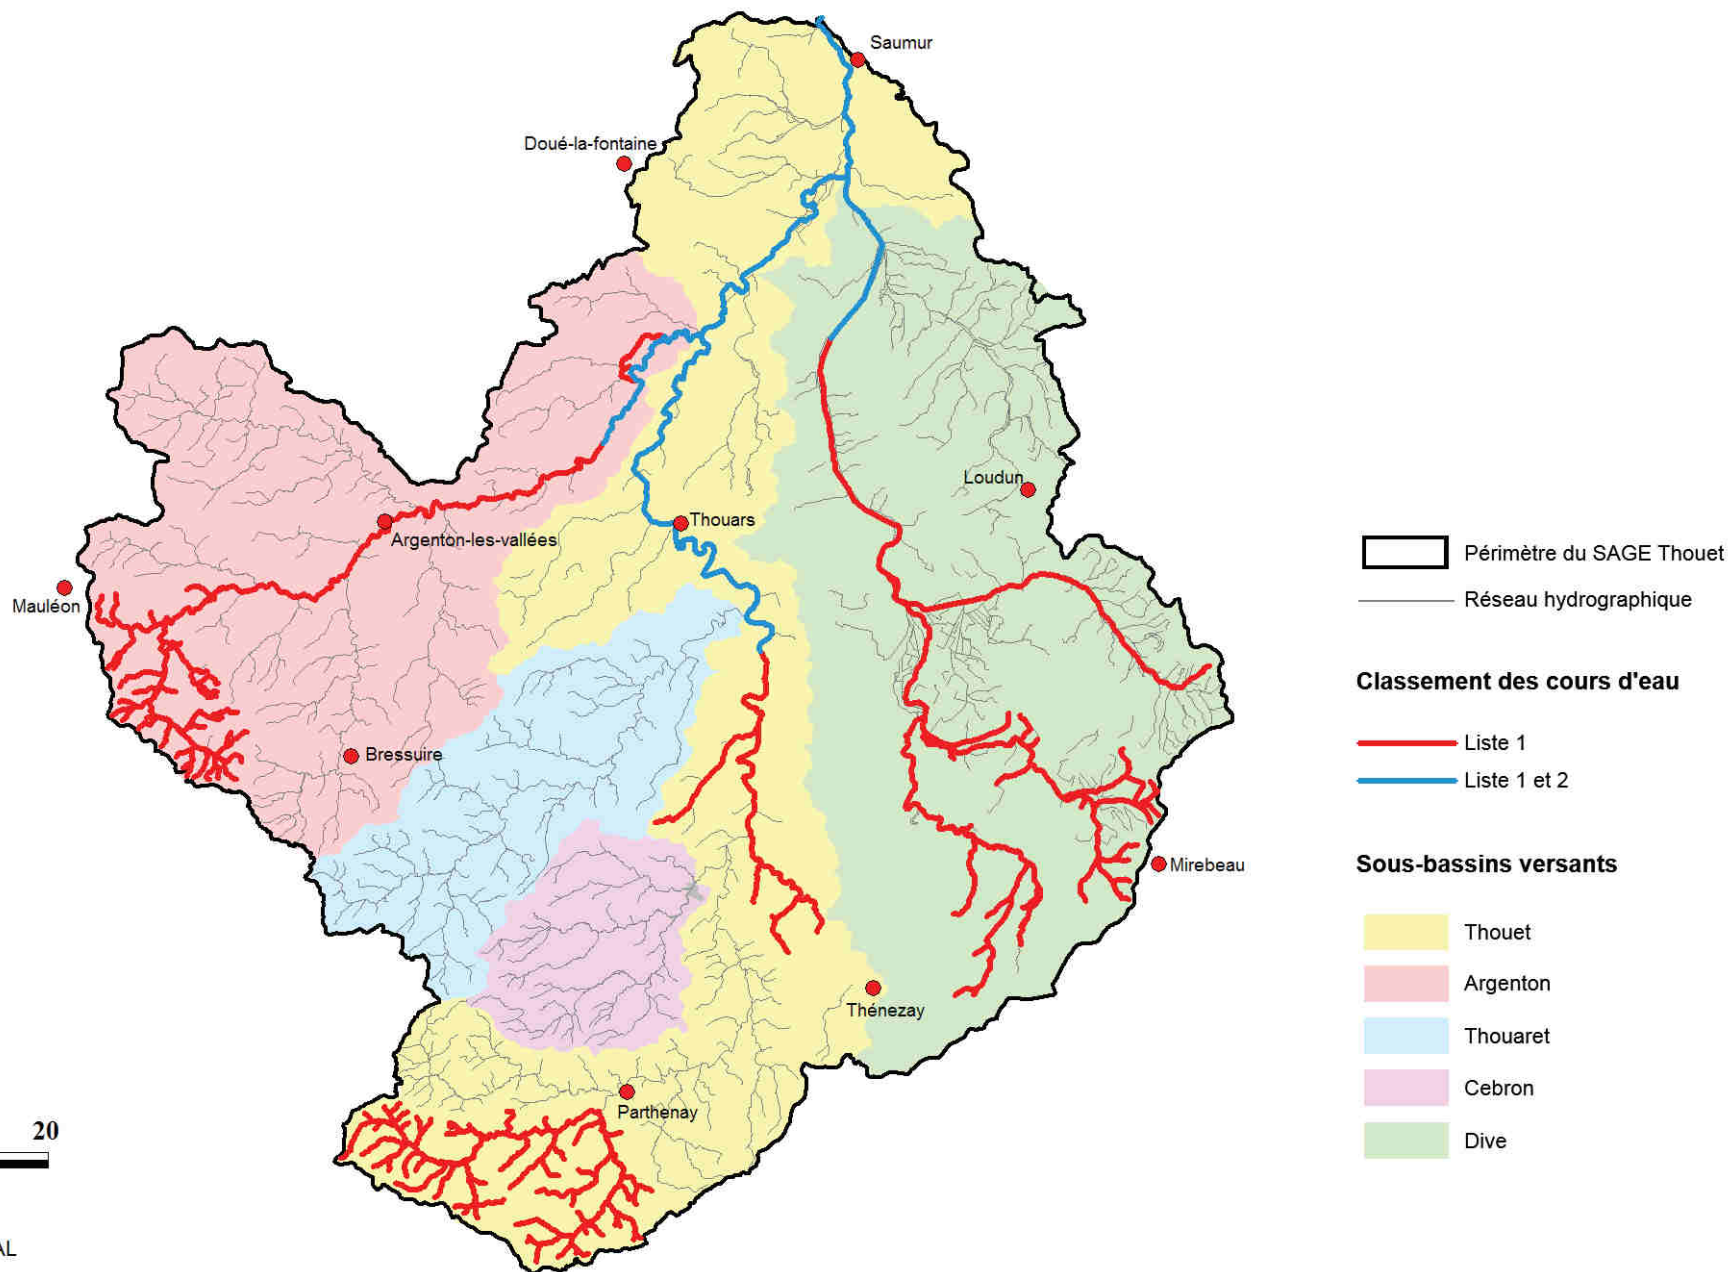 Saumur
Doué-la-fontaine
Loudun
Thouars
Argenton-les-vallées
Mauléon
Bressuire
Mirebeau
Thénezay
Parthenay
20
AL
Périmètre du SAGE Thouet
Réseau hydrographique
Classement des cours d'eau
Liste 1
Liste 1 et 2
Sous-bassins versants
Thouet
Argenton
Thouaret
Cebron
Dive